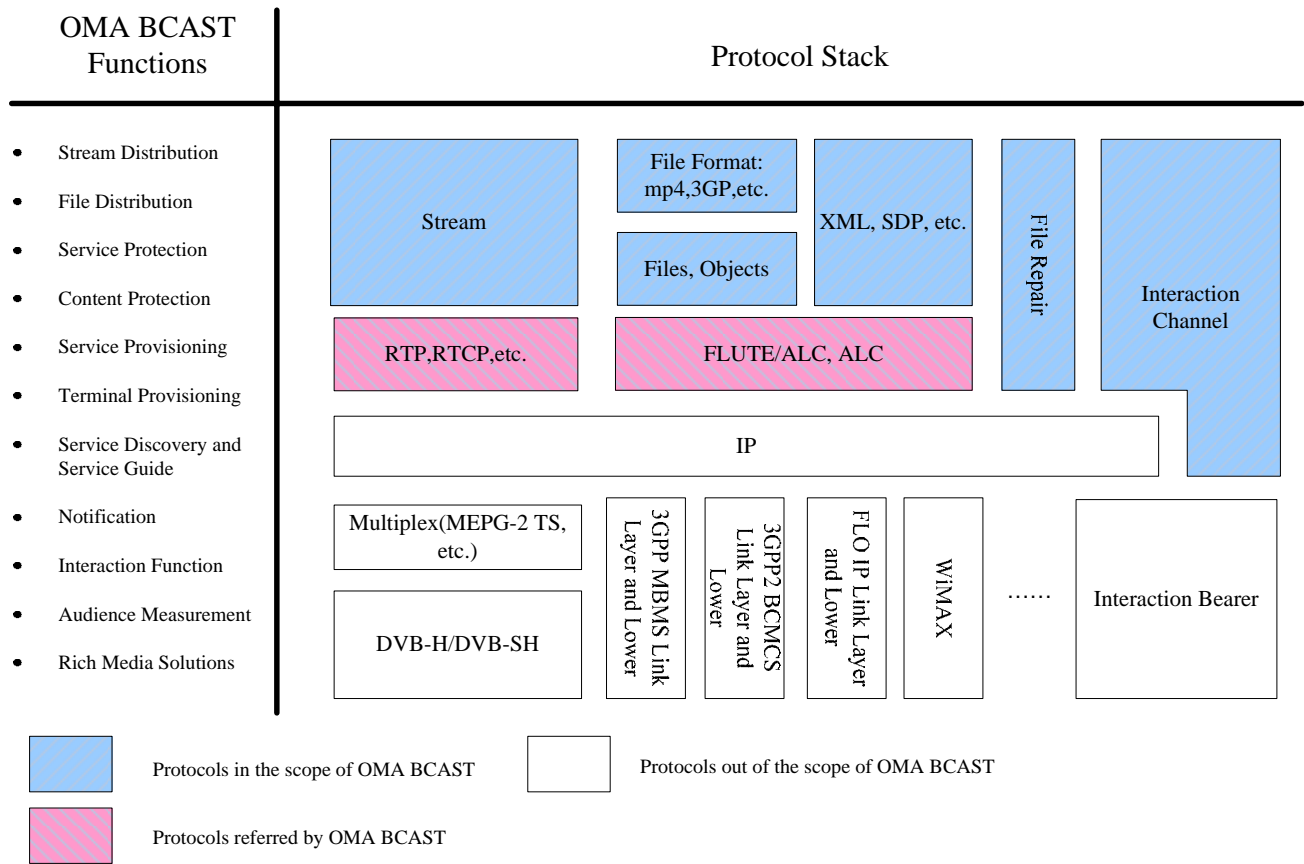 OMA BCAST
Functions
Protocol Stack
Stream Distribution
File Distribution
Service Protection
Content Protection
Service Provisioning
Terminal Provisioning
Service Discovery and
Service Guide
Notification
Interaction Function
Audience Measurement
Rich Media Solutions
Stream
File Format:
mp4,3GP,etc.
Files, Objects
XML, SDP, etc.
File Repair
Interaction
Channel
RTP,RTCP,etc.
FLUTE/ALC, ALC
IP
Multiplex(MEPG-2 TS,
etc.)
DVB-H/DVB-SH
3GPP MBMS Link
Layer and Lower
3GPP2 BCMCS
Link Layer and
Lower
FLO IP Link Layer
and Lower
WiMAX
......
Interaction Bearer
Protocols in the scope of OMA BCAST
Protocols out of the scope of OMA BCAST
Protocols referred by OMA BCAST